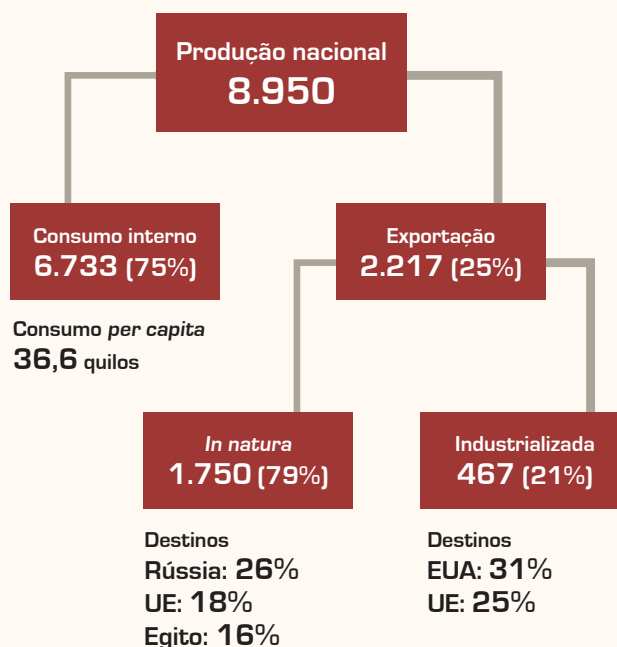 Produção nacional
8.950
Consumo interno
6.733 (75%)
Consumo per capita
36,6 quilos
Exportação
2.217 (25%)
In natura
1.750 (79%)
Destinos
Rússia: 26%
UE: 18%
Egito: 16%
Industrializada
467 (21%)
Destinos
EUA: 31%
UE: 25%